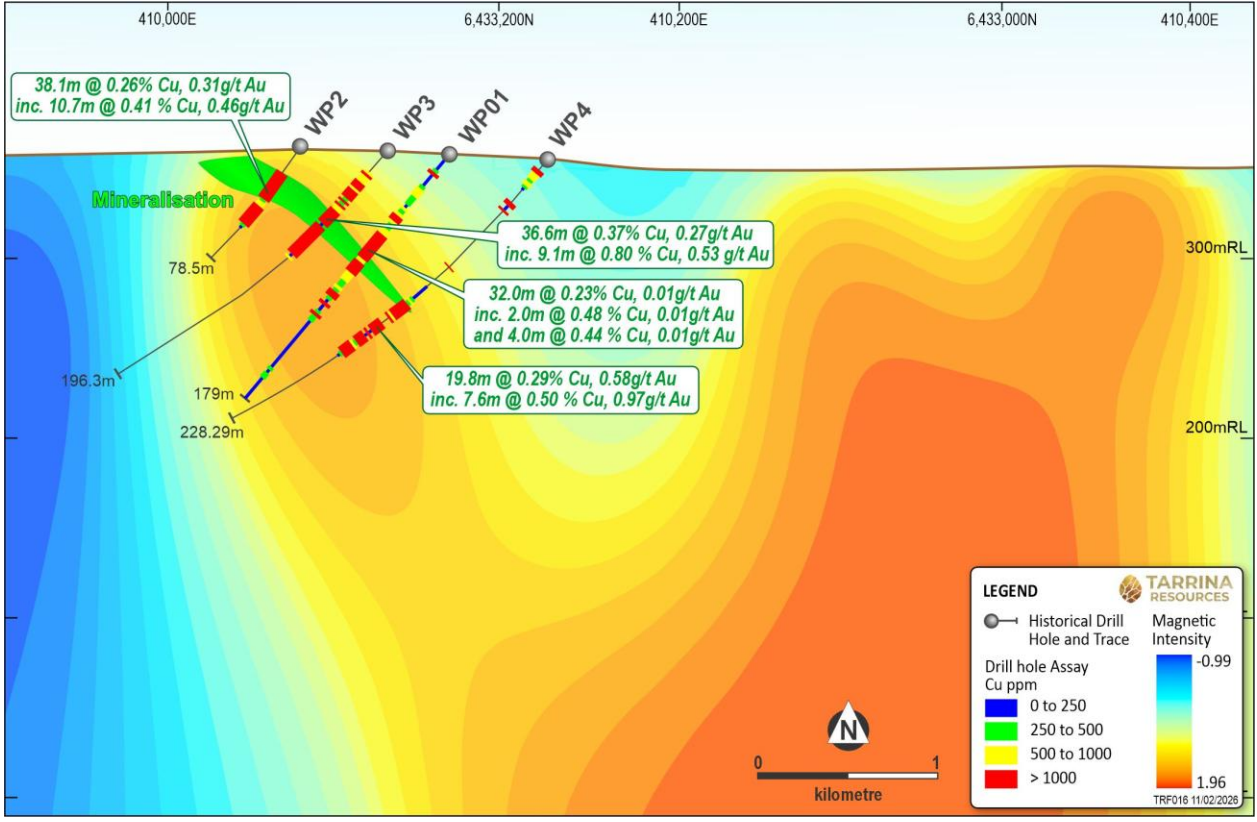 410,000E
6,433,200N
410,200E
6,433,000N
410,400E
38.1m @ 0.26% Cu, 0.31g/t Au
inc. 10.7m @ 0.41 % Cu, 0.46g/t Au
WP2
WP3
WP01
WP4
Mineralisation
36.6m @ 0.37% Cu, 0.27g/t Au
inc. 9.1m @ 0.80 % Cu, 0.53 g/t Au
78.5m
300mRL
32.0m @ 0.23% Cu, 0.01g/t Au
inc. 2.0m @ 0.48 % Cu, 0.01g/t Au
and 4.0m @ 0.44 % Cu, 0.01g/t Au
196.3m
19.8m @ 0.29% Cu, 0.58g/t Au
inc. 7.6m @ 0.50 % Cu, 0.97g/t Au
179m
228.29m
200mRL
LEGEND
TARRINA
RESOURCES
Historical Drill
Hole and Trace
Drill hole Assay
Cu ppm
0 to 250
250 to 500
500 to 1000
> 1000
Magnetic
Intensity
-0.99
1.96
TRF016 11/02/2026
N
0 1
kilometre